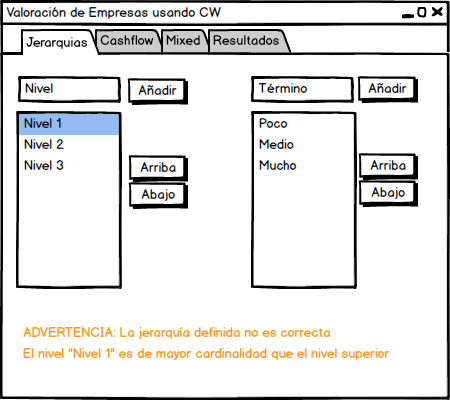 Valoración de Empresas usando CW
Jerarquias Cashflow Mixed Resultados
Nivel Añadir Término Añadir
Nivel 1 Poco
Nivel 2 Medio
Nivel 3 Arriba Mucho Arriba
Abajo Abajo
ADVERTENCIA: La jerarquía definida no es correcta
El nivel "Nivel 1" es de mayor cardinalidad que el nivel superior